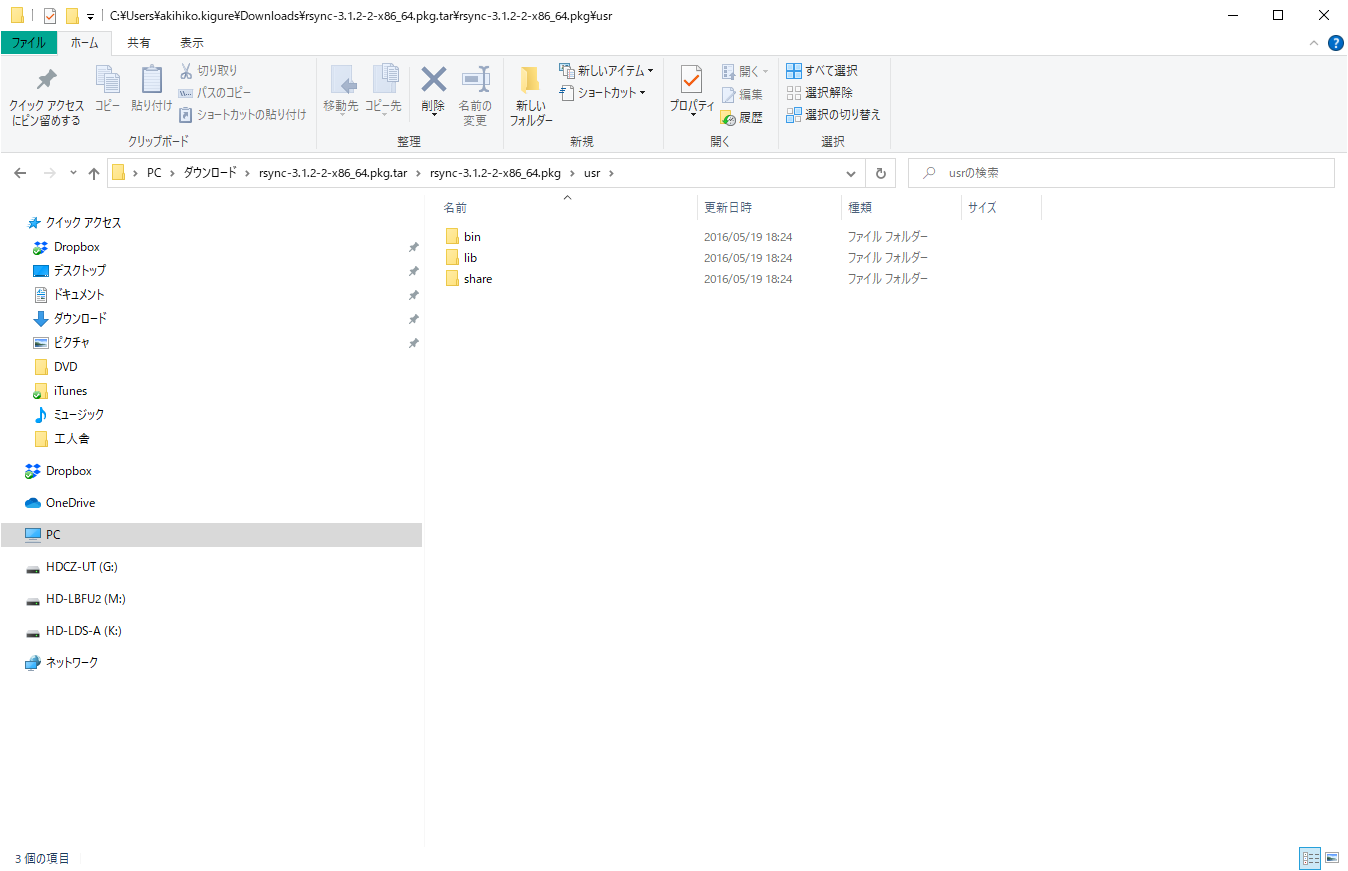 C:¥Users¥akihiko.kigure¥Downloads¥rsync-3.1.2-2-x86_64.pkg.tar¥rsync-3.1.2-2-x86_64.pkg¥usr
ファイル ホーム 共有 表示
クイック アクセス
にピン留めする
コピー
貼り付け
切り取り
パスのコピー
ショートカットの貼り付け
クリップボード
移動先
コピー先
削除
名前の
変更
整理
新しい
フォルダー
新しいアイテム
ショートカット
新規
プロパティ
開く
編集
履歴
開く
すべて選択
選択解除
選択の切り替え
選択
PC › ダウンロード › rsync-3.1.2-2-x86_64.pkg.tar › rsync-3.1.2-2-x86_64.pkg › usr ›
usrの検索
クイック アクセス
Dropbox
デスクトップ
ドキュメント
ダウンロード
ピクチャ
DVD
iTunes
ミュージック
工人舎
Dropbox
OneDrive
PC
HDCZ-UT (G:)
HD-LBFU2 (M:)
HD-LDS-A (K:)
ネットワーク
名前 更新日時 種類 サイズ
bin 2016/05/19 18:24 ファイル フォルダー
lib 2016/05/19 18:24 ファイル フォルダー
share 2016/05/19 18:24 ファイル フォルダー
3 個の項目